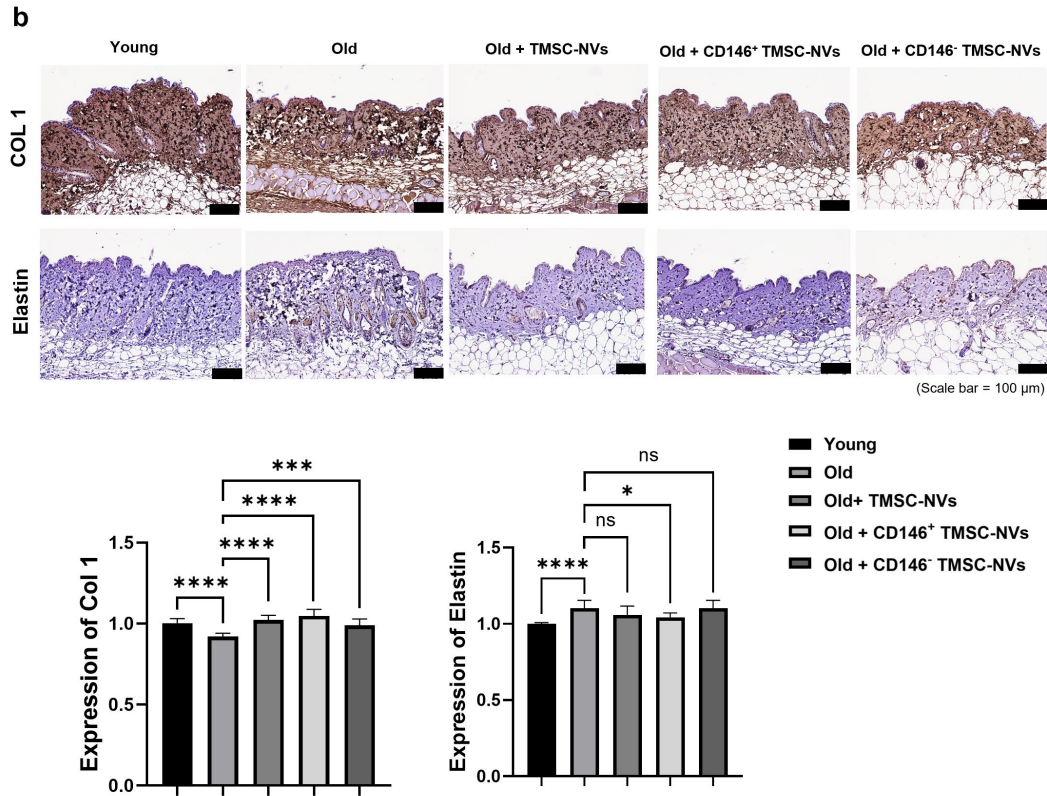 b
Young
Old
Old + TMSC-NVs
Old + CD146⁺ TMSC-NVs
Old + CD146⁻ TMSC-NVs
COL 1
Elastin
(Scale bar = 100 µm)
Expression of Col 1
1.5
1.0
0.5
0.0
****
****
****
***
Expression of Elastin
1.5
1.0
0.5
0.0
****
ns
*
ns
Young
Old
Old+ TMSC-NVs
Old + CD146⁺ TMSC-NVs
Old + CD146⁻ TMSC-NVs